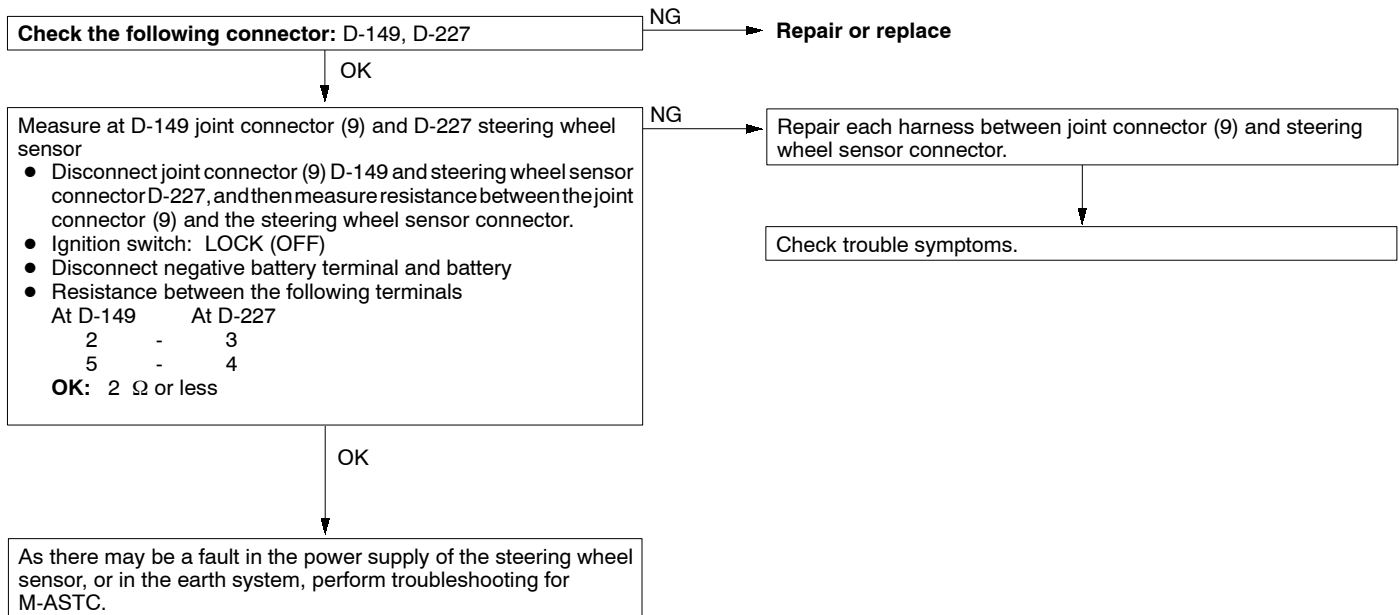 Check the following connector: D-149, D-227
NG
Repair or replace
OK
Measure at D-149 joint connector (9) and D-227 steering wheel
sensor
● Disconnect joint connector (9) D-149 and steering wheel sensor
connector D-227, and then measure resistance between the joint
connector (9) and the steering wheel sensor connector.
● Ignition switch: LOCK (OFF)
● Disconnect negative battery terminal and battery
● Resistance between the following terminals
At D-149 At D-227
2 - 3
5 - 4
OK: 2 Ω or less
NG
Repair each harness between joint connector (9) and steering
wheel sensor connector.
Check trouble symptoms.
OK
As there may be a fault in the power supply of the steering wheel
sensor, or in the earth system, perform troubleshooting for
M-ASTC.